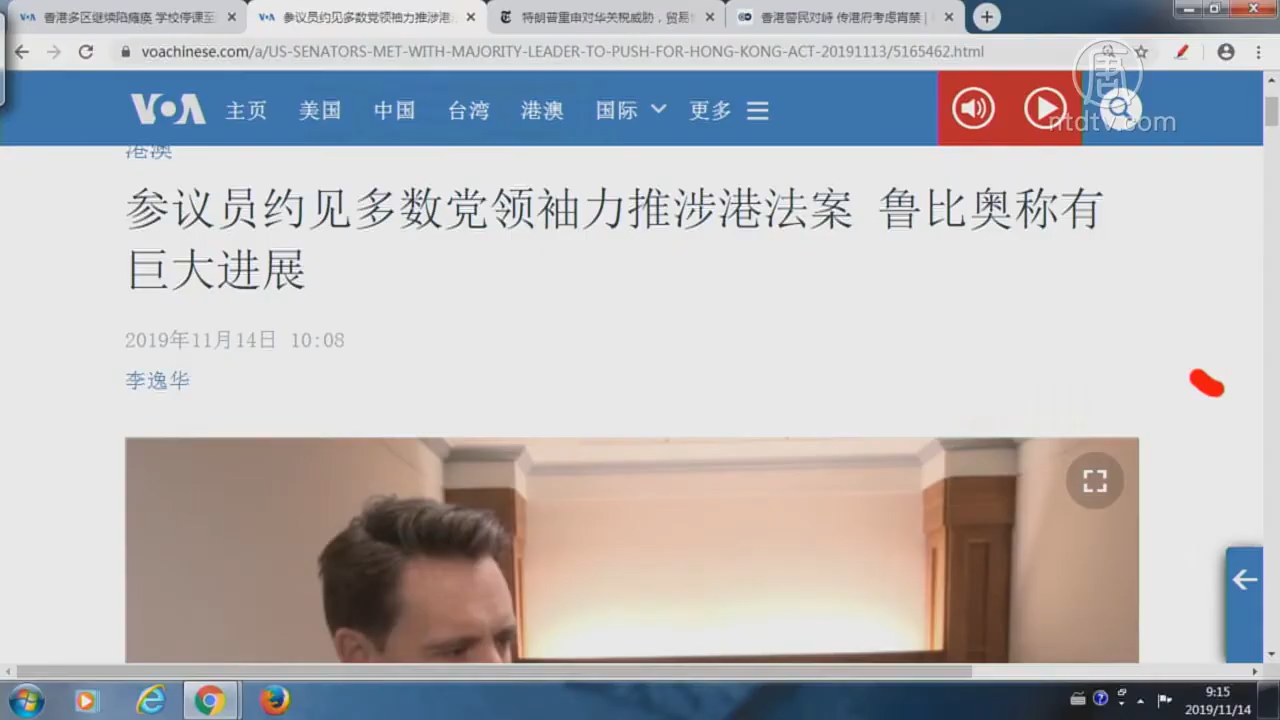 香港多区继续陷瘫痪 学校停课至
参议员约见多数党领袖力推涉港
特朗普重申对华关税威胁，贸易
香港警民对峙 传港府考虑宵禁 |
voachinese.com/a/US-SENATORS-MET-WITH-MAJORITY-LEADER-TO-PUSH-FOR-HONG-KONG-ACT-20191113/5165462.html
VOA 主页 美国 中国 台湾 港澳 国际 更多
ntdtv.com
港澳
参议员约见多数党领袖力推涉港法案 鲁比奥称有
巨大进展
2019年11月14日 10:08
李逸华
9:15
2019/11/14